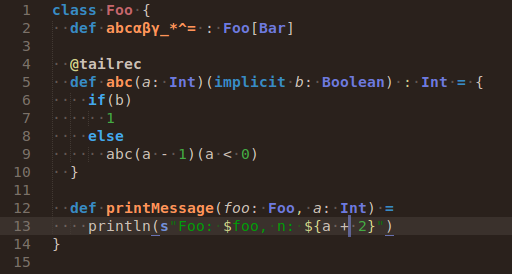 1 class Foo {
2   def abcαβγ_*^= : Foo[Bar]
3
4   @tailrec
5   def abc(a: Int)(implicit b: Boolean) : Int = {
6     if(b)
7       1
8     else
9       abc(a - 1)(a < 0)
10   }
11
12   def printMessage(foo: Foo, a: Int) =
13     println(s"Foo: $foo, n: ${a + 2}")
14 }
15